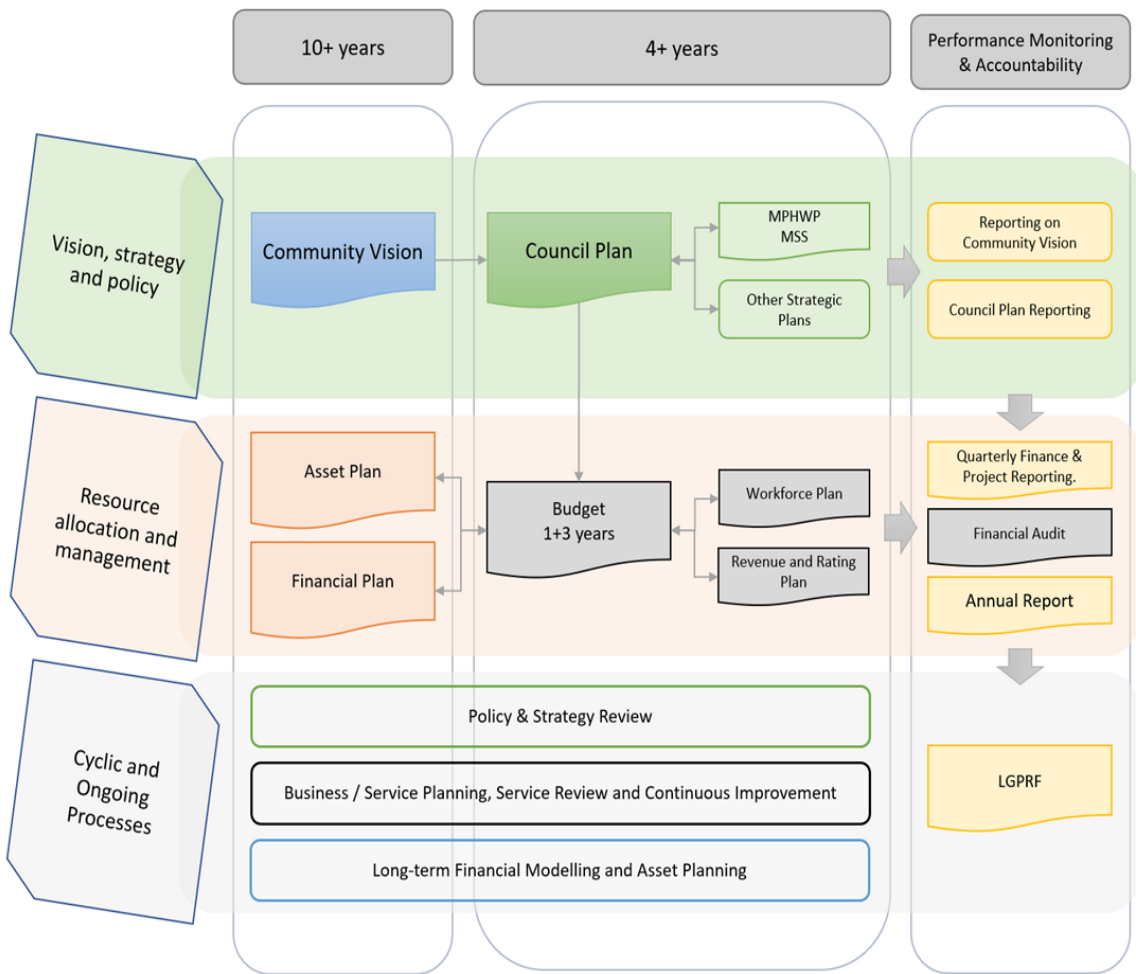 10+ years
4+ years
Performance Monitoring
& Accountability
Vision, strategy
and policy
Community Vision
Council Plan
MPHWP
MSS
Other Strategic
Plans
Reporting on
Community Vision
Council Plan Reporting
Resource
allocation and
management
Asset Plan
Financial Plan
Budget
1+3 years
Workforce Plan
Revenue and Rating
Plan
Quarterly Finance &
Project Reporting.
Financial Audit
Annual Report
Cyclic and
Ongoing
Processes
Policy & Strategy Review
Business / Service Planning, Service Review and Continuous Improvement
Long-term Financial Modelling and Asset Planning
LGPRF